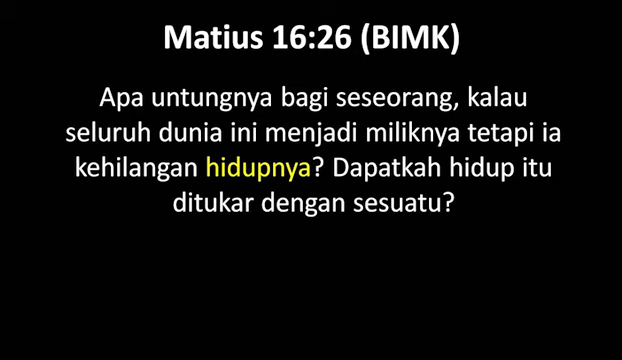 Matius 16:26 (BIMK)
Apa untungnya bagi seseorang, kalau
seluruh dunia ini menjadi miliknya tetapi ia
kehilangan hidupnya? Dapatkah hidup itu
ditukar dengan sesuatu?